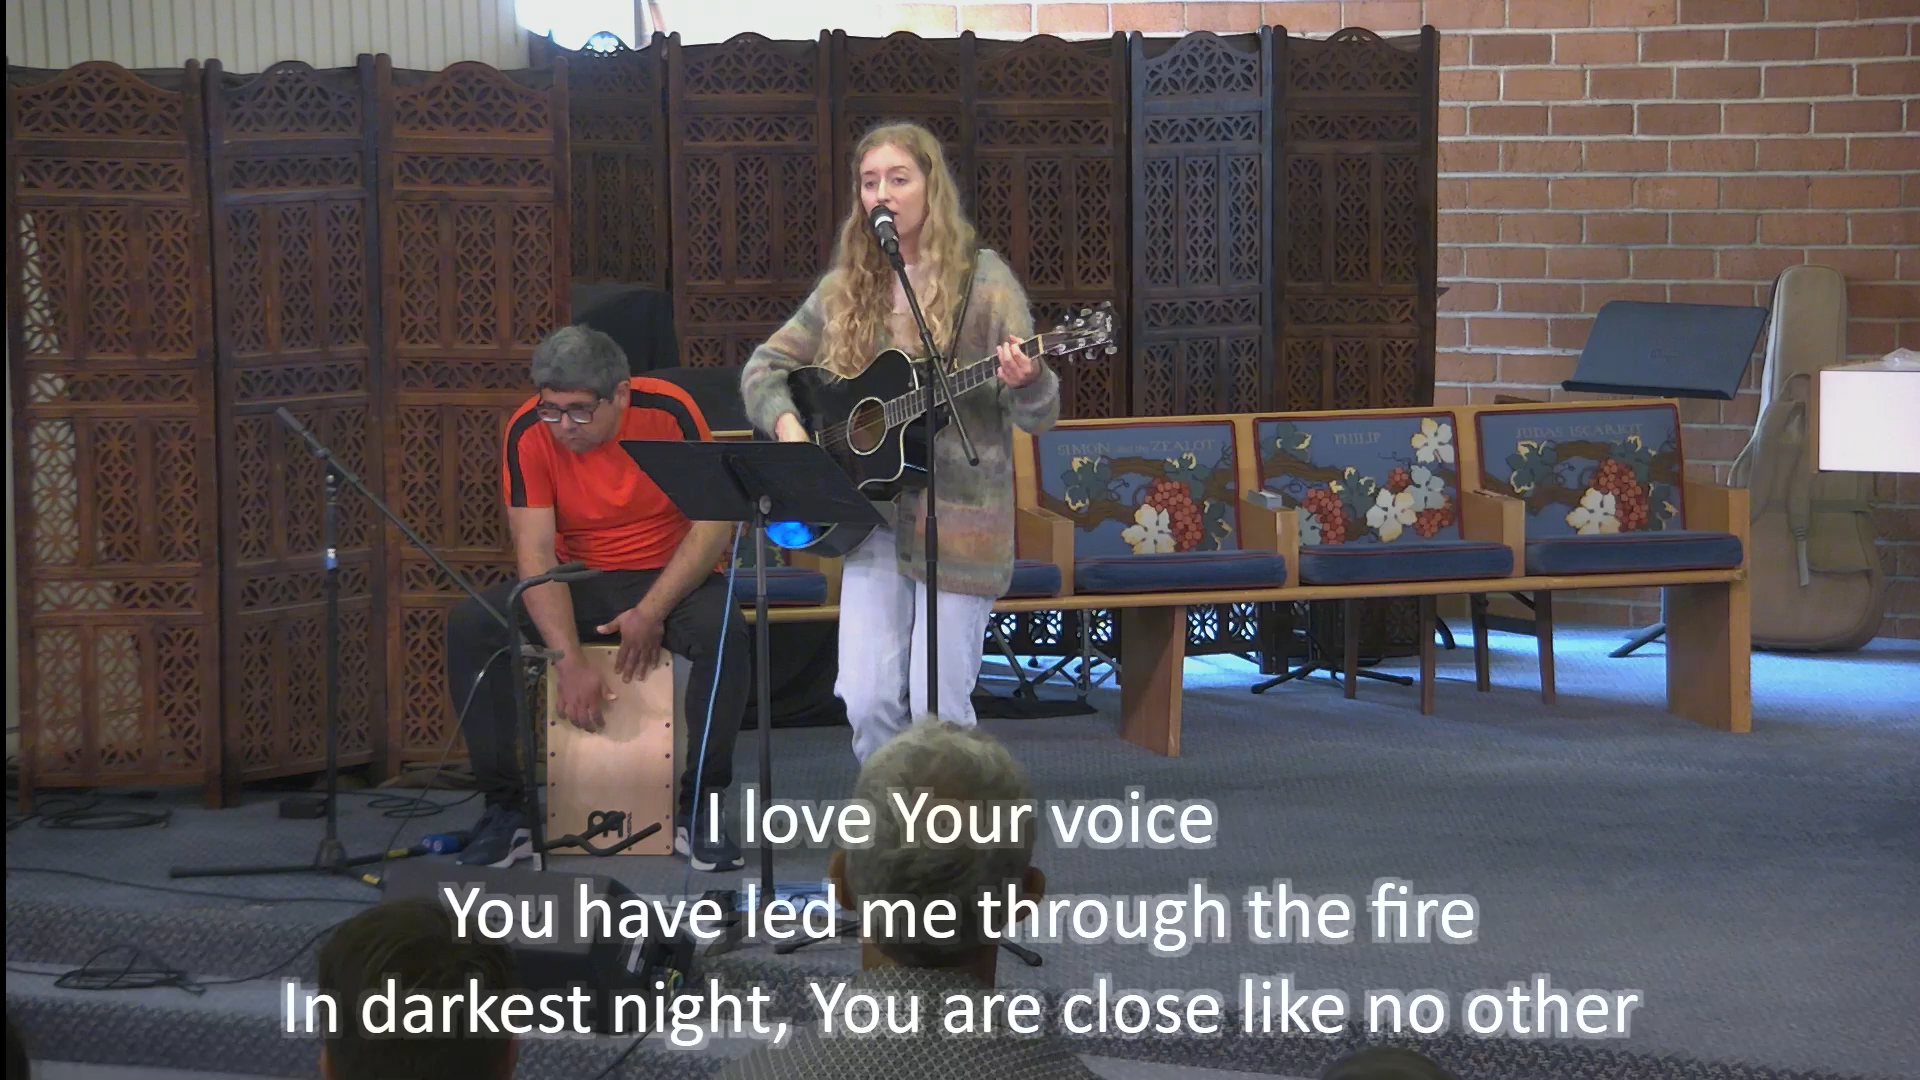 SIMON and the ZEALOT
PHILIP
JUDAS ISCARIOT
I love Your voice
You have led me through the fire
In darkest night, You are close like no other